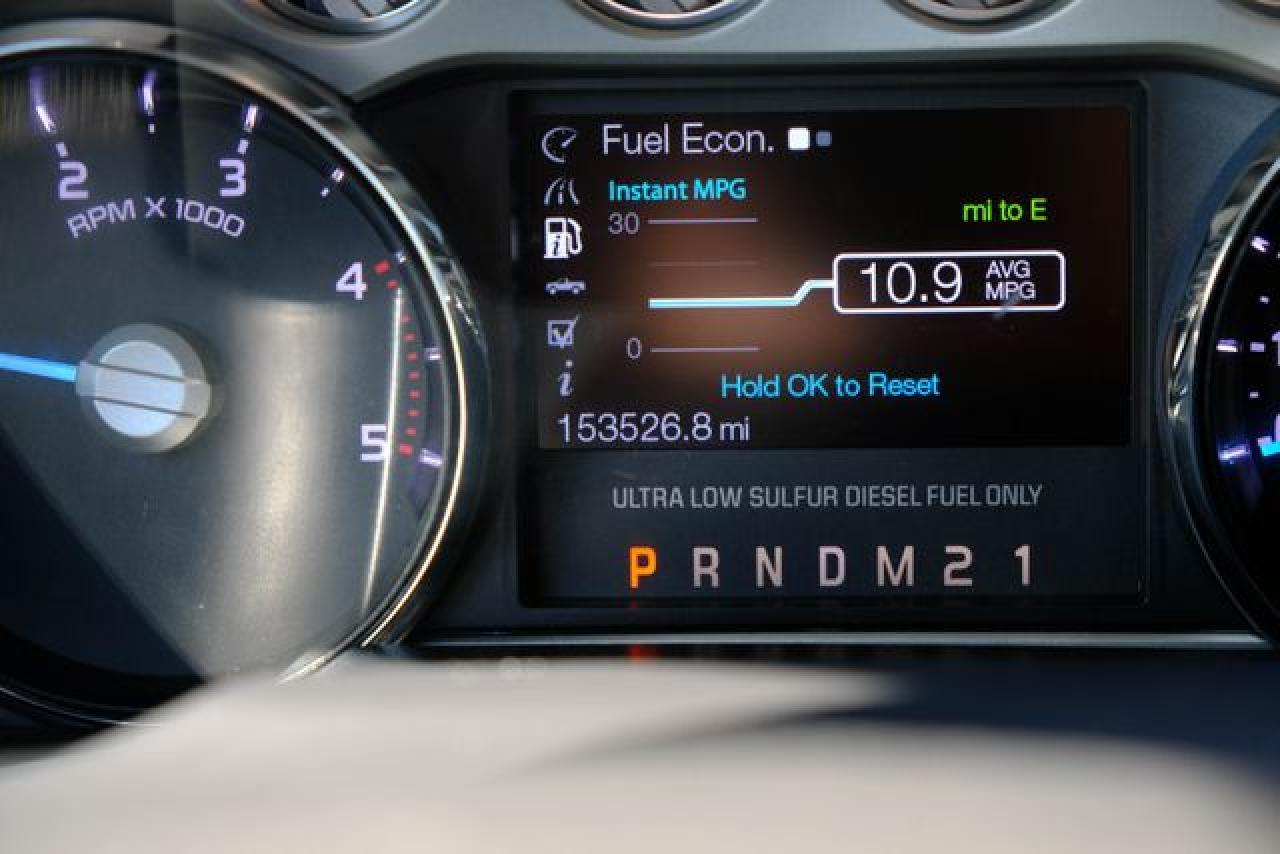 2
3
RPM X 1000
4
5
Fuel Econ.
Instant MPG
30
mi to E
10.9 AVG MPG
0
Hold OK to Reset
i
153526.8 mi
ULTRA LOW SULFUR DIESEL FUEL ONLY
P R N D M 2 1